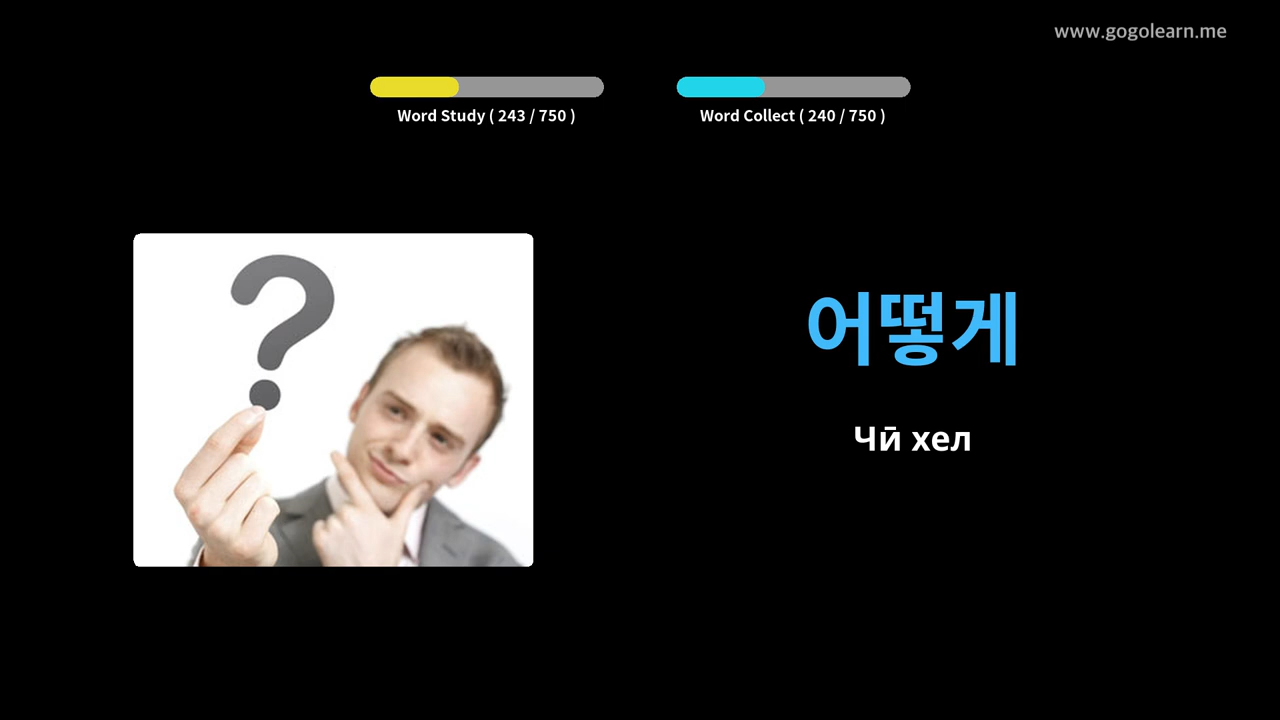 www.gogolearn.me
Word Study ( 243 / 750 )
Word Collect ( 240 / 750 )
어떻게
Чӣ хел